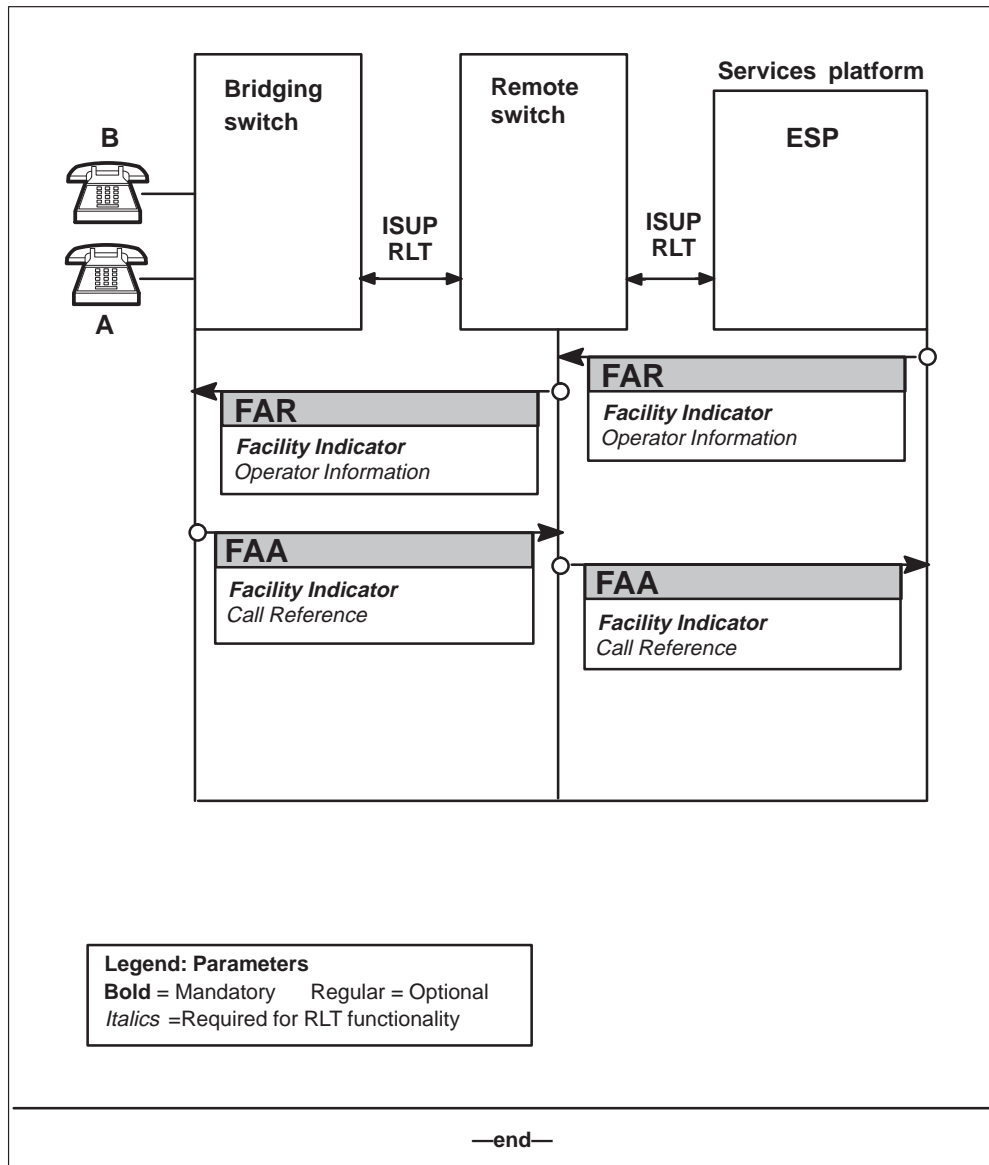 Bridging
switch
Remote
switch
Services platform
ESP
B
A
ISUP
RLT
ISUP
RLT
FAR
Facility Indicator
Operator Information
FAR
Facility Indicator
Operator Information
FAA
Facility Indicator
Call Reference
FAA
Facility Indicator
Call Reference
Legend: Parameters
Bold = Mandatory Regular = Optional
Italics =Required for RLT functionality
—end—